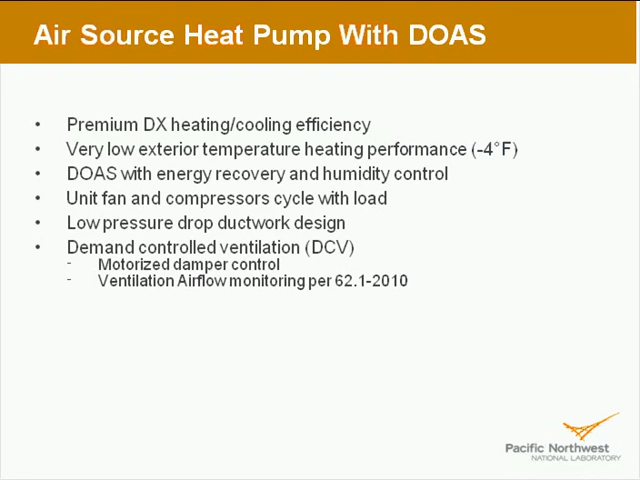 Air Source Heat Pump With DOAS
• Premium DX heating/cooling efficiency
• Very low exterior temperature heating performance (-4°F)
• DOAS with energy recovery and humidity control
• Unit fan and compressors cycle with load
• Low pressure drop ductwork design
• Demand controlled ventilation (DCV)
- Motorized damper control
- Ventilation Airflow monitoring per 62.1-2010
Pacific Northwest
NATIONAL LABORATORY